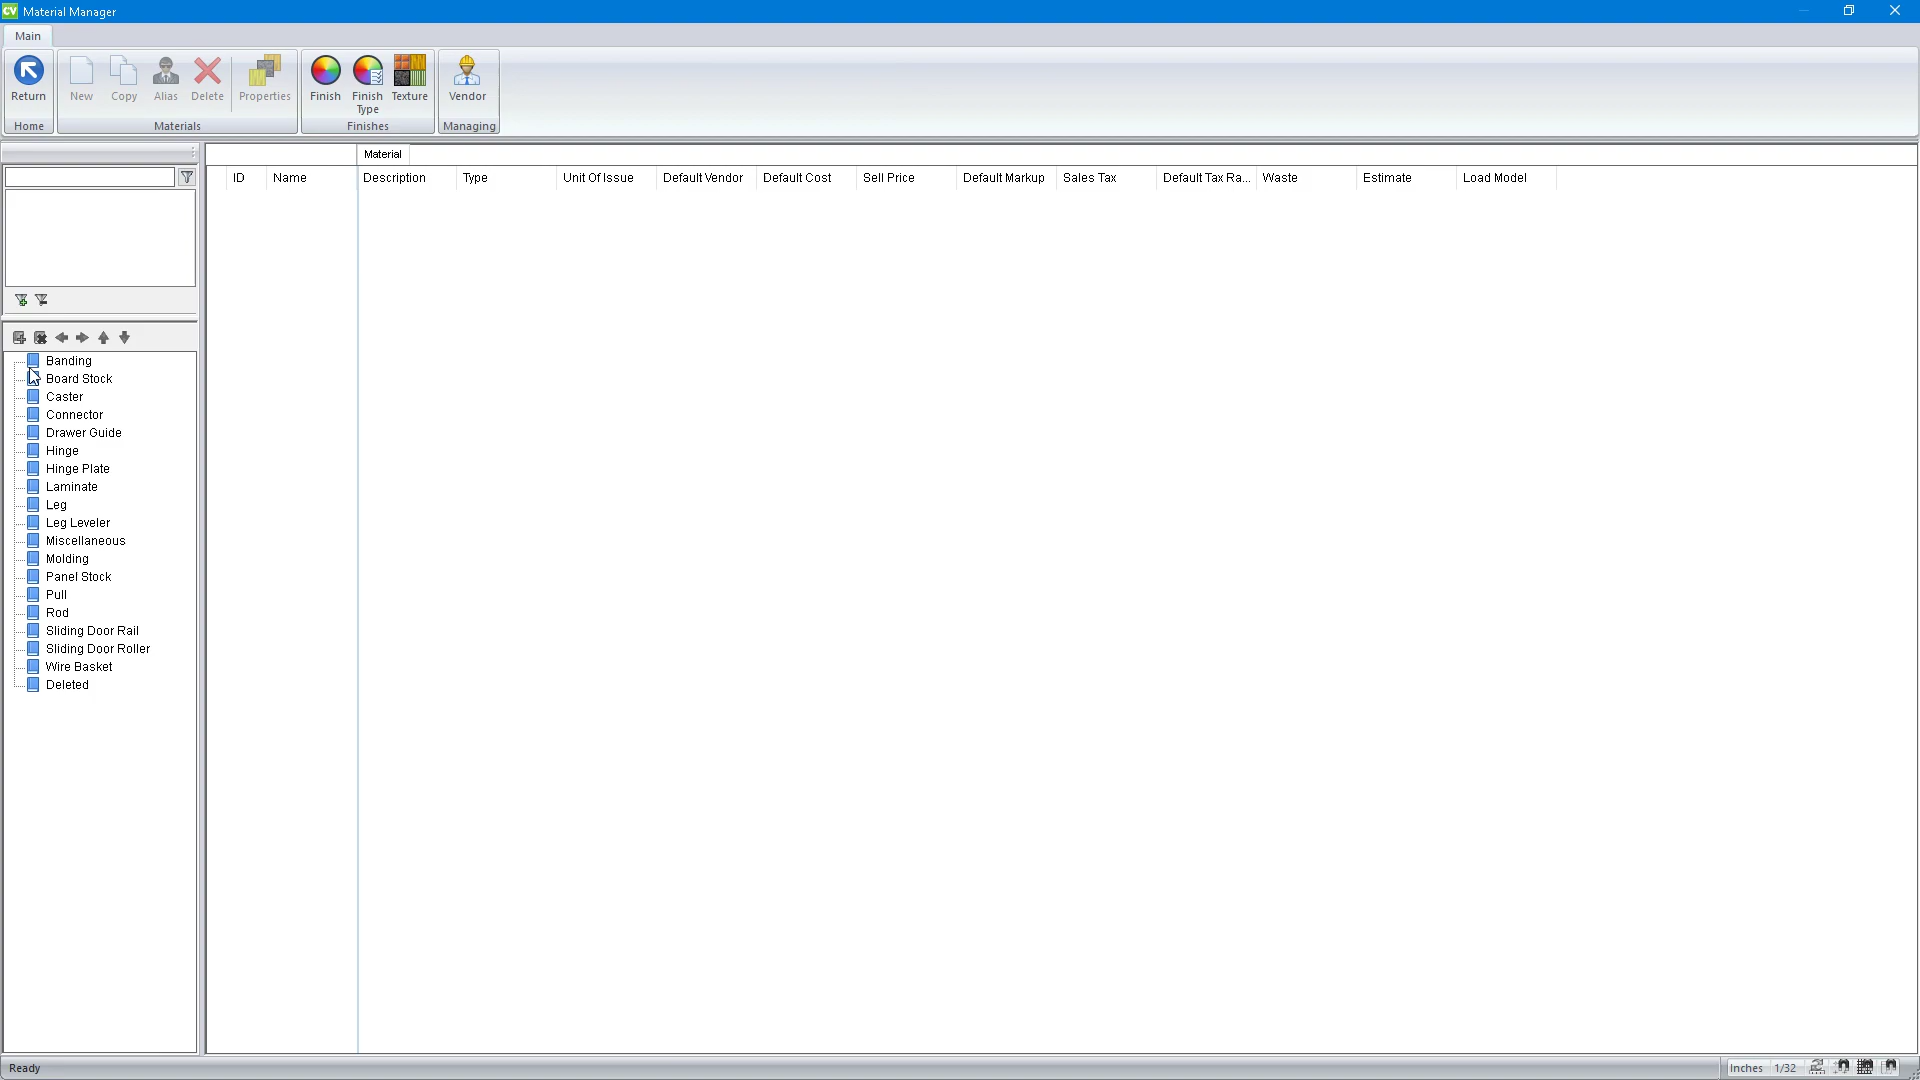 CV Material Manager
Main
Return
New
Copy
Alias
Delete
Properties
Finish
Finish Type
Texture
Vendor
Home
Materials
Finishes
Managing
Material
ID
Name
Description
Type
Unit Of Issue
Default Vendor
Default Cost
Sell Price
Default Markup
Sales Tax
Default Tax Ra...
Waste
Estimate
Load Model
Banding
Board Stock
Caster
Connector
Drawer Guide
Hinge
Hinge Plate
Laminate
Leg
Leg Leveler
Miscellaneous
Molding
Panel Stock
Pull
Rod
Sliding Door Rail
Sliding Door Roller
Wire Basket
Deleted
Ready
Inches 1/32